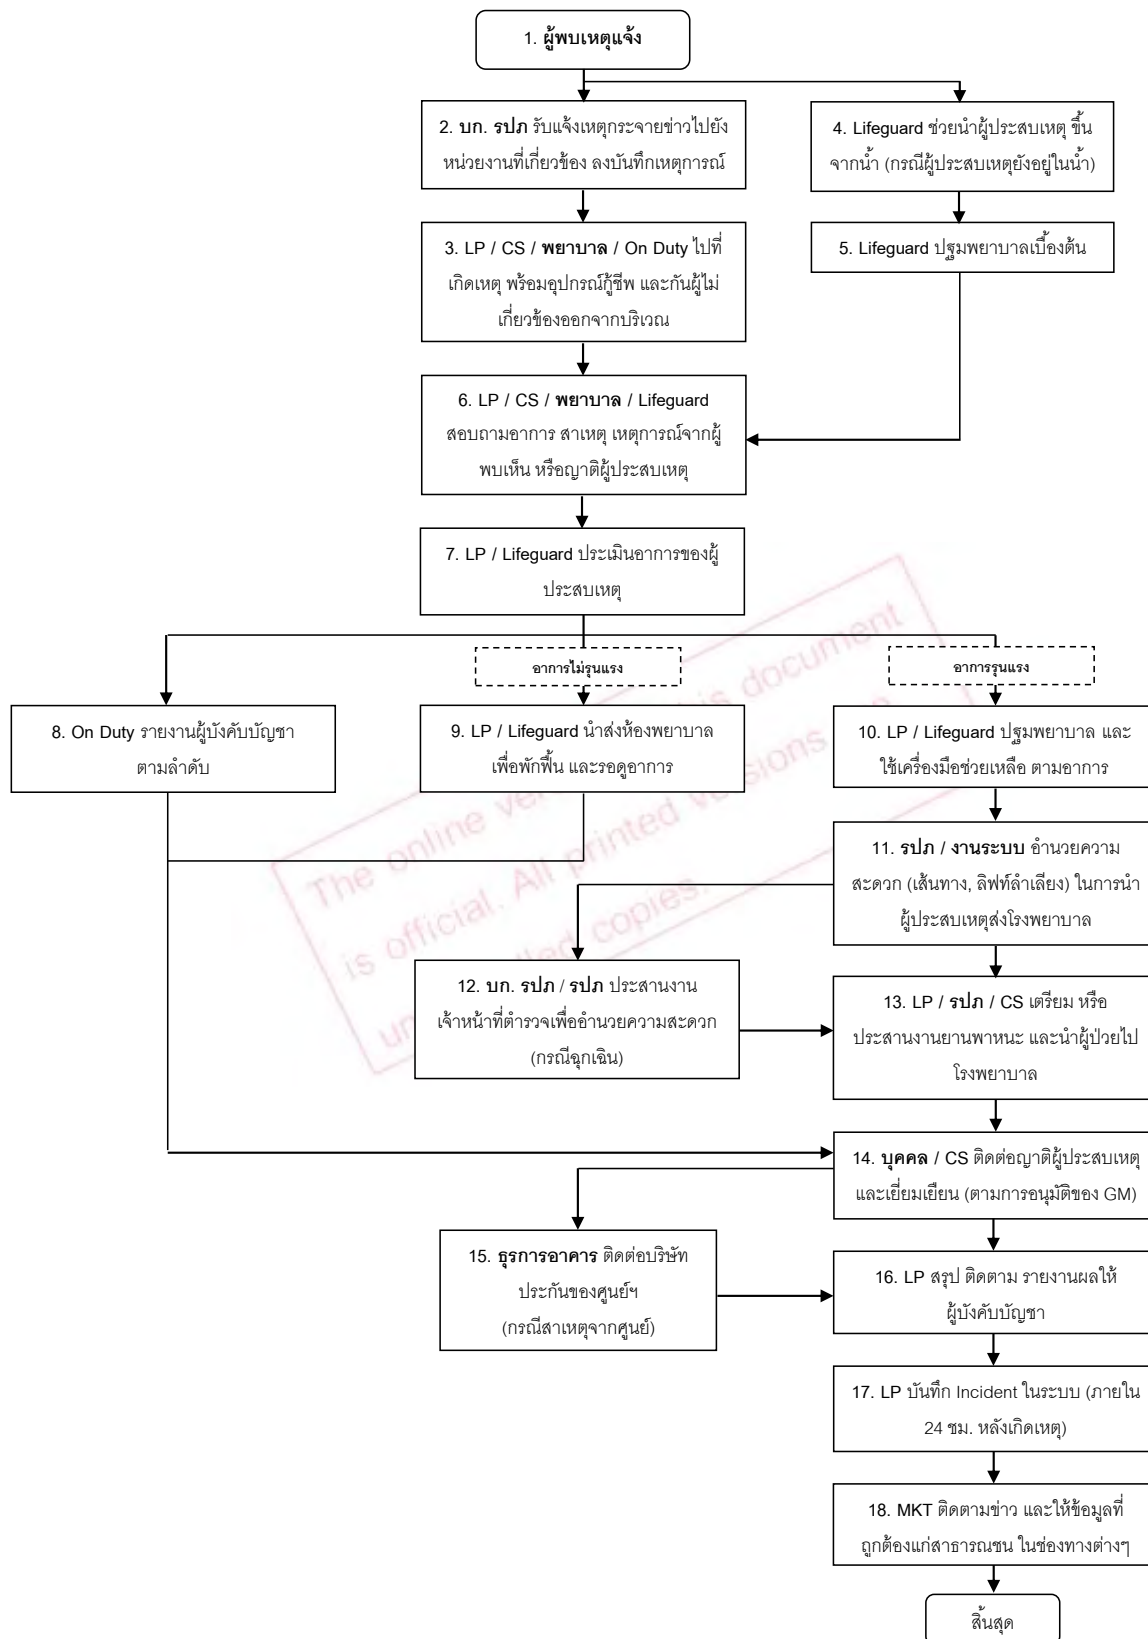 1. ผู้พบเหตุแจ้ง
2. บก. รปภ รับแจ้งเหตุกระจายข่าวไปยัง
หน่วยงานที่เกี่ยวข้อง ลงบันทึกเหตุการณ์
4. Lifeguard ช่วยนำผู้ประสบเหตุ ขึ้น
จากน้ำ (กรณีผู้ประสบเหตุยังอยู่ในน้ำ)
3. LP / CS / พยาบาล / On Duty ไปที่
เกิดเหตุ พร้อมอุปกรณ์กู้ชีพ และกันผู้ไม่
เกี่ยวข้องออกจากบริเวณ
5. Lifeguard ปฐมพยาบาลเบื้องต้น
6. LP / CS / พยาบาล / Lifeguard
สอบถามอาการ สาเหตุ เหตุการณ์จากผู้
พบเห็น หรือญาติผู้ประสบเหตุ
7. LP / Lifeguard ประเมินอาการของผู้
ประสบเหตุ
อาการไม่รุนแรง
อาการรุนแรง
8. On Duty รายงานผู้บังคับบัญชา
ตามลำดับ
9. LP / Lifeguard นำส่งห้องพยาบาล
เพื่อพักฟื้น และรอดูอาการ
10. LP / Lifeguard ปฐมพยาบาล และ
ใช้เครื่องมือช่วยเหลือ ตามอาการ
11. รปภ / งานระบบ อำนวยความ
สะดวก (เส้นทาง, ลิฟท์ลำเลียง) ในการนำ
ผู้ประสบเหตุส่งโรงพยาบาล
12. บก. รปภ / รปภ ประสานงาน
เจ้าหน้าที่ตำรวจเพื่ออำนวยความสะดวก
(กรณีฉุกเฉิน)
13. LP / รปภ / CS เตรียม หรือ
ประสานงานยานพาหนะ และนำผู้ป่วยไป
โรงพยาบาล
14. บุคคล / CS ติดต่อญาติผู้ประสบเหตุ
และเยี่ยมเยียน (ตามการอนุมัติของ GM)
15. ธุรการอาคาร ติดต่อบริษัท
ประกันของศูนย์ฯ
(กรณีสาเหตุจากศูนย์)
16. LP สรุป ติดตาม รายงานผลให้
ผู้บังคับบัญชา
17. LP บันทึก Incident ในระบบ (ภายใน
24 ชม. หลังเกิดเหตุ)
18. MKT ติดตามข่าว และให้ข้อมูลที่
ถูกต้องแก่สาธารณชน ในช่องทางต่างๆ
สิ้นสุด
The online this document
is official. All printed versions
copies.